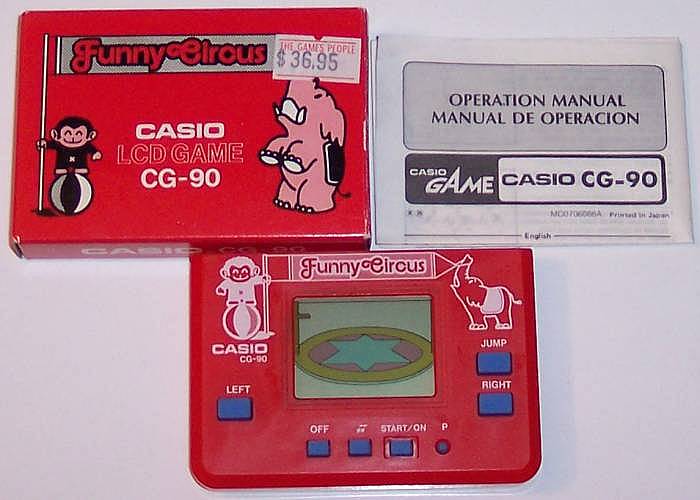 Funny Circus
THE GAMES PEOPLE
$36.95
CASIO
LCD GAME
CG-90
CASIO CG-90
OPERATION MANUAL
MANUAL DE OPERACION
CASIO
GAME
CASIO CG-90
MO0706088A Printed in Japan
English
Funny Circus
CASIO
CG-90
JUMP
LEFT
RIGHT
OFF
START/ON
P